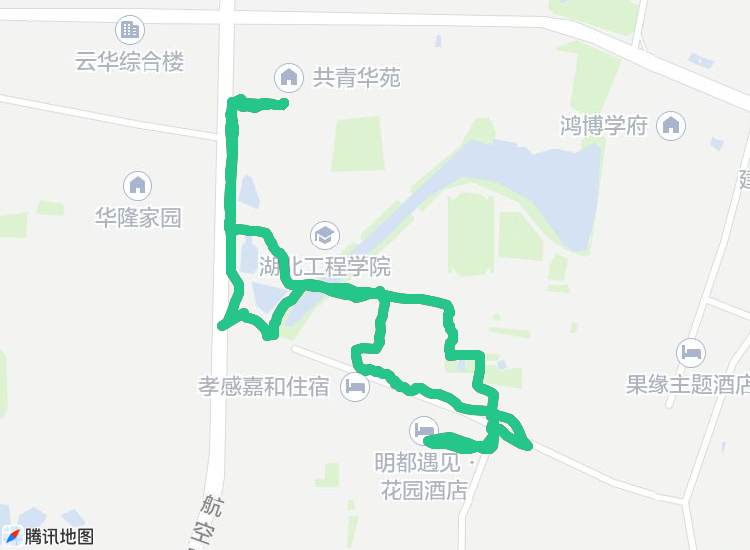 云华综合楼
共青华苑
鸿博学府
建
华隆家园
湖北工程学院
孝感嘉和住宿
果缘主题酒店
明都遇见·
花园酒店
航空
腾讯地图